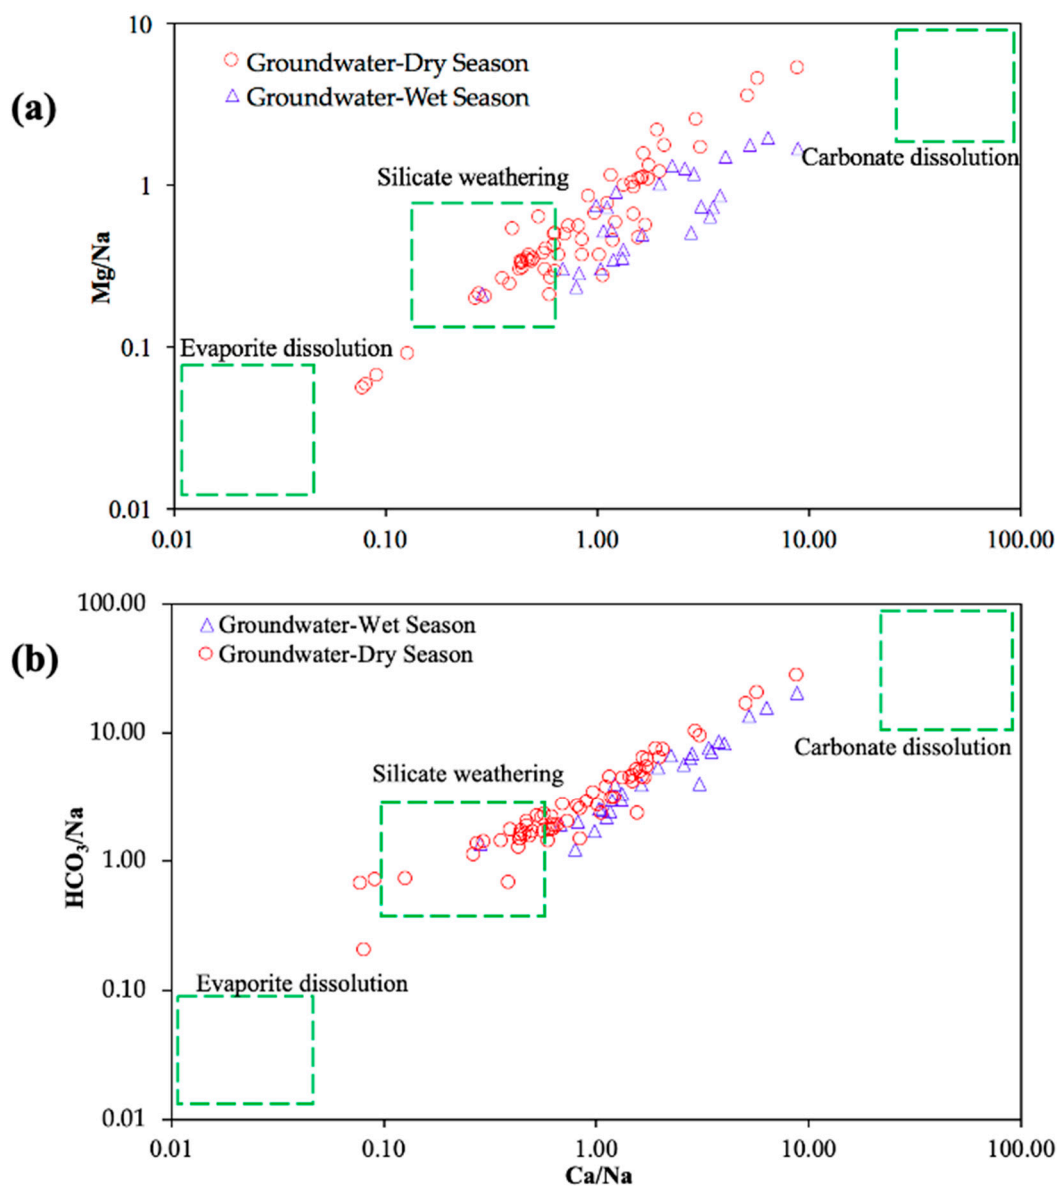 (a)
10
Groundwater-Dry Season
Groundwater-Wet Season
Carbonate dissolution
Silicate weathering
1
Mg/Na
Evaporite dissolution
0.1
0.01
0.01 0.10 1.00 10.00 100.00
(b)
100.00
Groundwater-Wet Season
Groundwater-Dry Season
10.00
Carbonate dissolution
Silicate weathering
HCO₃/Na
1.00
Evaporite dissolution
0.10
0.01
0.01 0.10 1.00 10.00 100.00
Ca/Na